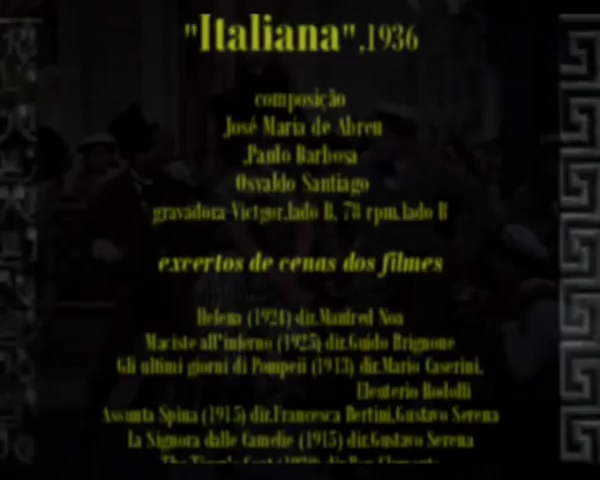 "Italiana",1936
composição
José Maria de Abreu
,Paulo Barbosa
Osvaldo Santiago
gravadora Victgor,lado B, 78 rpm,lado B
excertos de cenas dos filmes
Helena (1924) dir.Manfred Noa
Maciste all'inferno (1925) dir.Guido Brignone
Gli ultimi giorni di Pompeii (1913) dir.Mario Caserini,
Eleuterio Rodolfi
Assunta Spina (1915) dir.Francesca Bertini,Gustavo Serena
la Signora dalle Camelie (1915) dir.Gustavo Serena